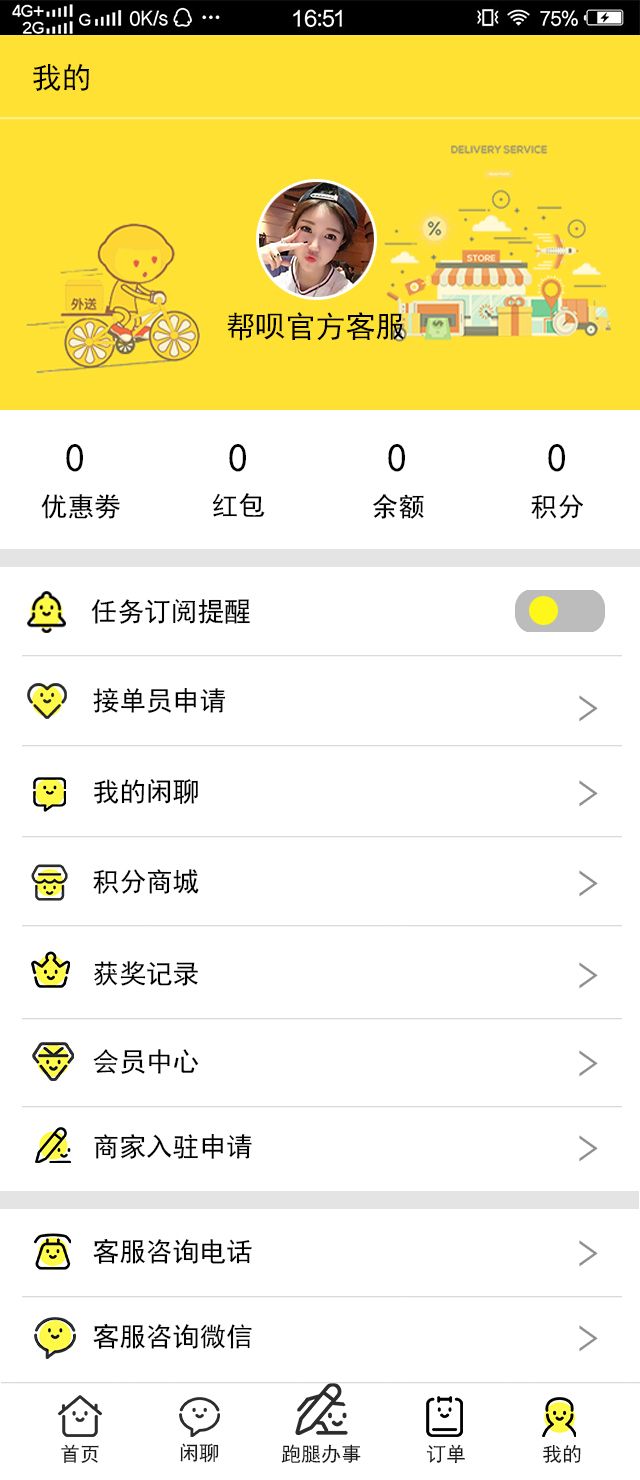 4G+ G 0K/s ··· 16:51 75%
2G
我的
DELIVERY SERVICE
%
STORE
外送
$
帮呗官方客服
0 0 0 0
优惠劵 红包 余额 积分
任务订阅提醒
接单员申请
我的闲聊
积分商城
获奖记录
会员中心
商家入驻申请
客服咨询电话
客服咨询微信
首页 闲聊 跑腿办事 订单 我的